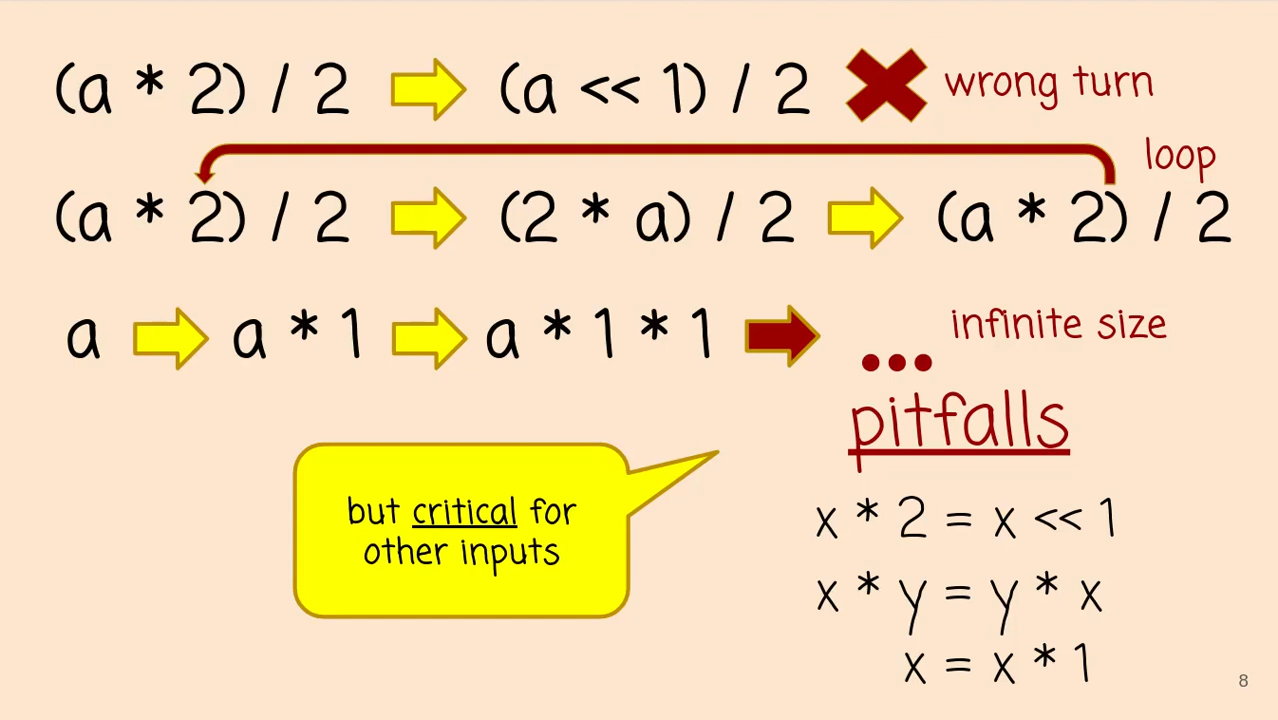 (a * 2) / 2 (a << 1) / 2 wrong turn
loop
(a * 2) / 2 (2 * a) / 2 (a * 2) / 2
a a * 1 a * 1 * 1 ... infinite size
pitfalls
but critical for
other inputs
x * 2 = x << 1
x * y = y * x
x = x * 1
8